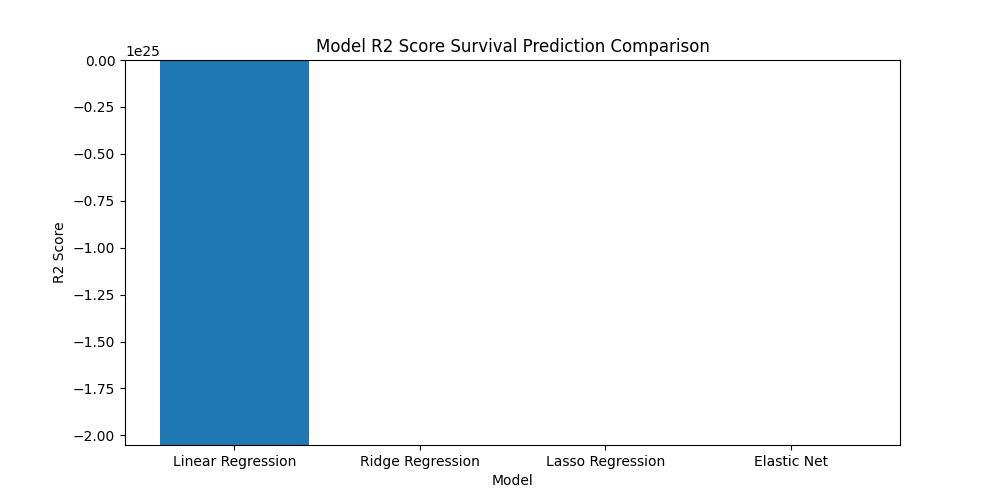 Model R2 Score Survival Prediction Comparison
1e25
0.00
−0.25
−0.50
−0.75
−1.00
−1.25
−1.50
−1.75
−2.00
R2 Score
Linear Regression Ridge Regression Lasso Regression Elastic Net
Model